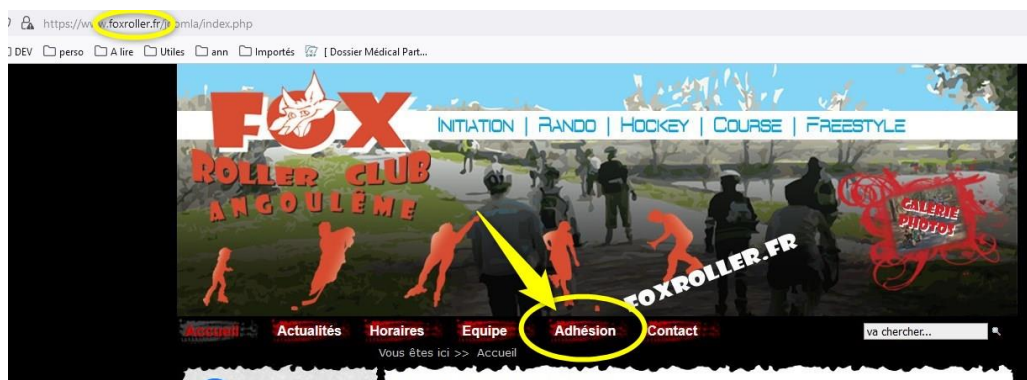 https://www.foxroller.fr/joomla/index.php
DEV perso A lire Utiles ann Importés [ Dossier Médical Part...
FOX
INITIATION | RANDO | HOCKEY | COURSE | FREESTYLE
ROLLER CLUB
ANGOULÊME
GALERIE
PHOTOS
FOXROLLER.FR
Accueil Actualités Horaires Equipe Adhésion Contact va chercher...
Vous êtes ici >> Accueil